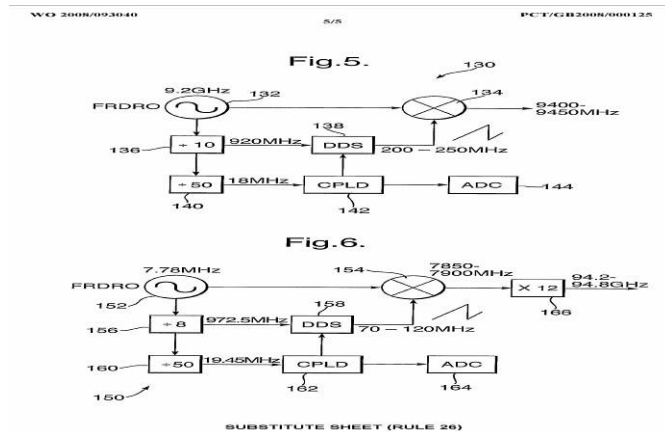 WO 2008/093040
PCT/GB2008/000125
5/5
Fig.5.
130
9.2GHz
132
134
FRDRO
9400-
9450MHz
138
136
÷ 10
920MHz
DDS
200 – 250MHz
÷ 50
18MHz
CPLD
ADC
144
140
142
Fig.6.
7.78MHz
154
7850-
7900MHz
94.2-
94.8GHz
FRDRO
X 12
152
158
166
156
÷ 8
972.5MHz
DDS
70 – 120MHz
160
÷50
19.45MHz
CPLD
ADC
162
164
150
SUBSTITUTE SHEET (RULE 26)